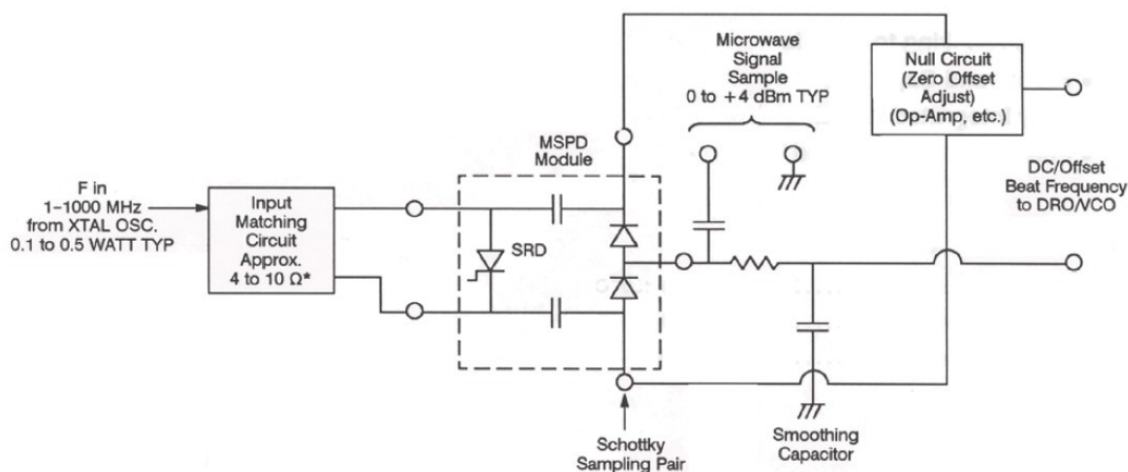 Microwave
Signal
Sample
0 to +4 dBm TYP
Null Circuit
(Zero Offset
Adjust)
(Op-Amp, etc.)
MSPD
Module
F in
1–1000 MHz
from XTAL OSC.
0.1 to 0.5 WATT TYP
Input
Matching
Circuit
Approx.
4 to 10 Ω*
SRD
DC/Offset
Beat Frequency
to DRO/VCO
Schottky
Sampling Pair
Smoothing
Capacitor